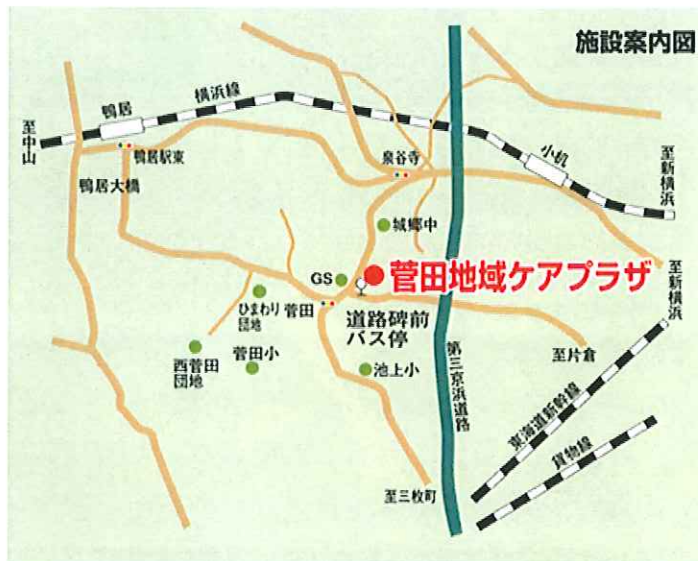 施設案内図
横浜線
鴨居
至中山
鴨居駅東
鴨居大橋
泉谷寺
小机
至新横浜
城郷中
GS
菅田地域ケアプラザ
至新横浜
ひまわり
団地
菅田
道路碑前
バス停
西菅田
団地
菅田小
池上小
至片倉
第三京浜道路
東海道新幹線
貨物線
至三枚町